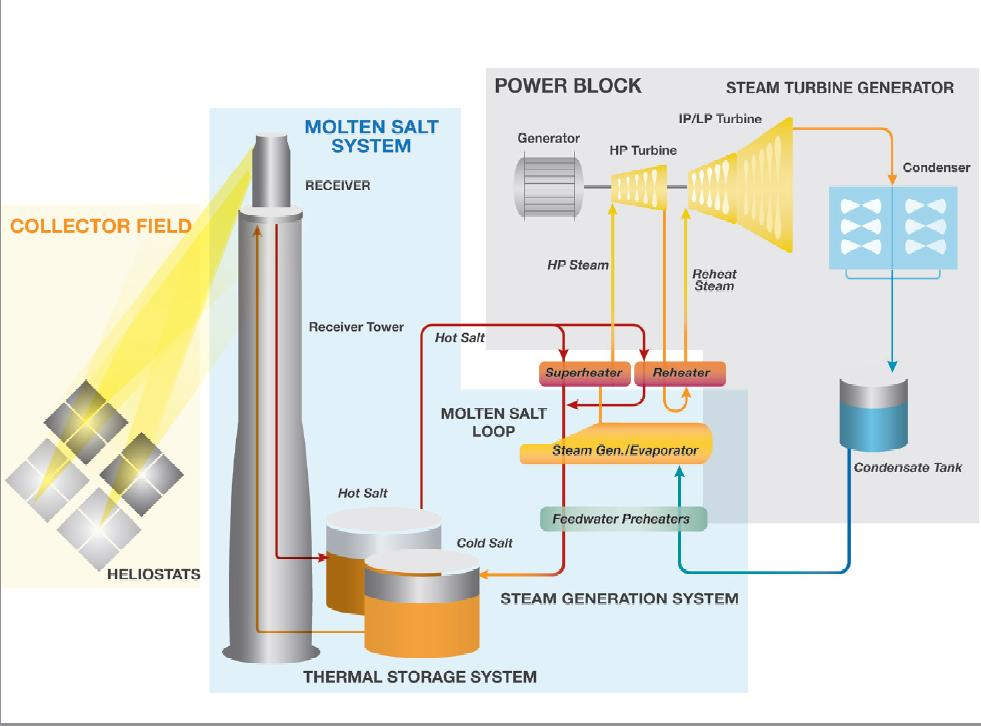 POWER BLOCK
STEAM TURBINE GENERATOR
IP/LP Turbine
Generator
HP Turbine
Condenser
MOLTEN SALT
SYSTEM
RECEIVER
COLLECTOR FIELD
HP Steam
Reheat
Steam
Receiver Tower
Hot Salt
Superheater
Reheater
MOLTEN SALT
LOOP
Steam Gen./Evaporator
Condensate Tank
Hot Salt
Feedwater Preheaters
Cold Salt
HELIOSTATS
STEAM GENERATION SYSTEM
THERMAL STORAGE SYSTEM